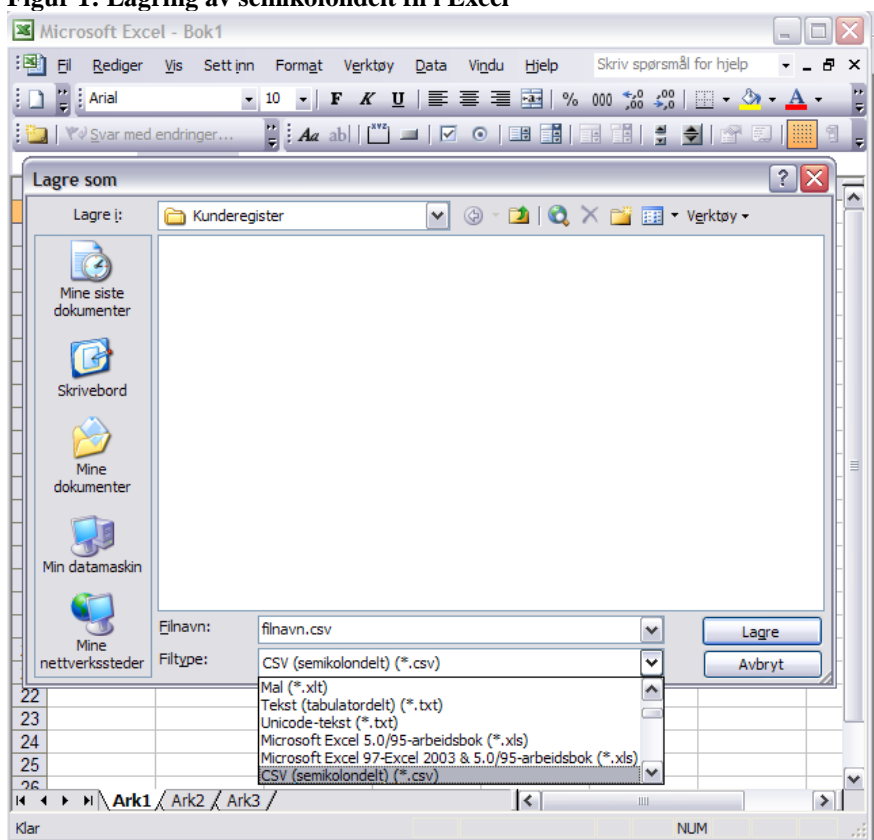 Figur 1: Lagring av semikolondelt fil i Excel
Microsoft Excel - Bok1
Fil Rediger Vis Sett inn Format Verktøy Data Vindu Hjelp Skriv spørsmål for hjelp
Arial 10 F K U % 000
Svar med endringer... Aa ab| XYZ
Lagre som
Lagre i: Kunderegister Verktøy
Mine siste
dokumenter
Skrivebord
Mine
dokumenter
Min datamaskin
Mine
nettverkssteder
Filnavn: filnavn.csv Lagre
Filtype: CSV (semikolondelt) (*.csv) Avbryt
Mal (*.xlt)
Tekst (tabulatordelt) (*.txt)
Unicode-tekst (*.txt)
Microsoft Excel 5.0/95-arbeidsbok (*.xls)
Microsoft Excel 97-Excel 2003 & 5.0/95-arbeidsbok (*.xls)
CSV (semikolondelt) (*.csv)
22
23
24
25
26
Ark1 / Ark2 / Ark3 /
Klar NUM